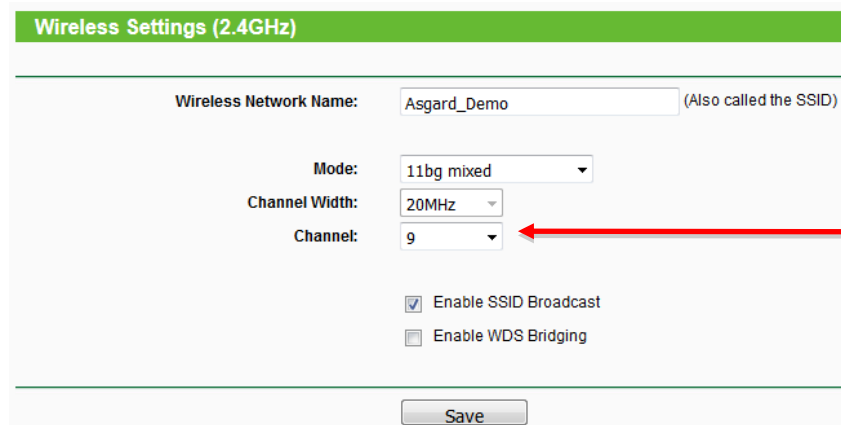 Wireless Settings (2.4GHz)
Wireless Network Name: Asgard_Demo (Also called the SSID)
Mode: 11bg mixed
Channel Width: 20MHz
Channel: 9
Enable SSID Broadcast
Enable WDS Bridging
Save